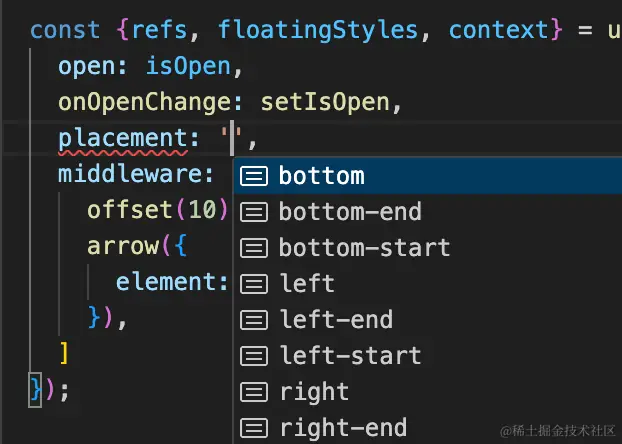 const {refs, floatingStyles, context} = u
open: isOpen,
onOpenChange: setIsOpen,
placement: '',
middleware:
bottom
offset(10)
bottom-end
arrow({
bottom-start
element:
left
}),
left-end
]
left-start
});
right
right-end
@稀土掘金技术社区